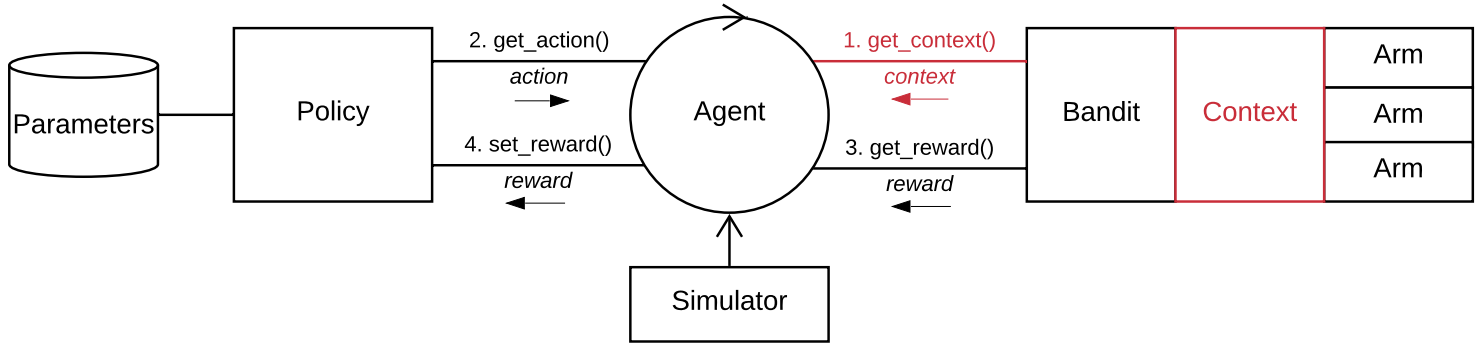 Parameters
Policy
2. get_action()
action
4. set_reward()
reward
Agent
1. get_context()
context
3. get_reward()
reward
Bandit
Context
Arm
Arm
Arm
Simulator